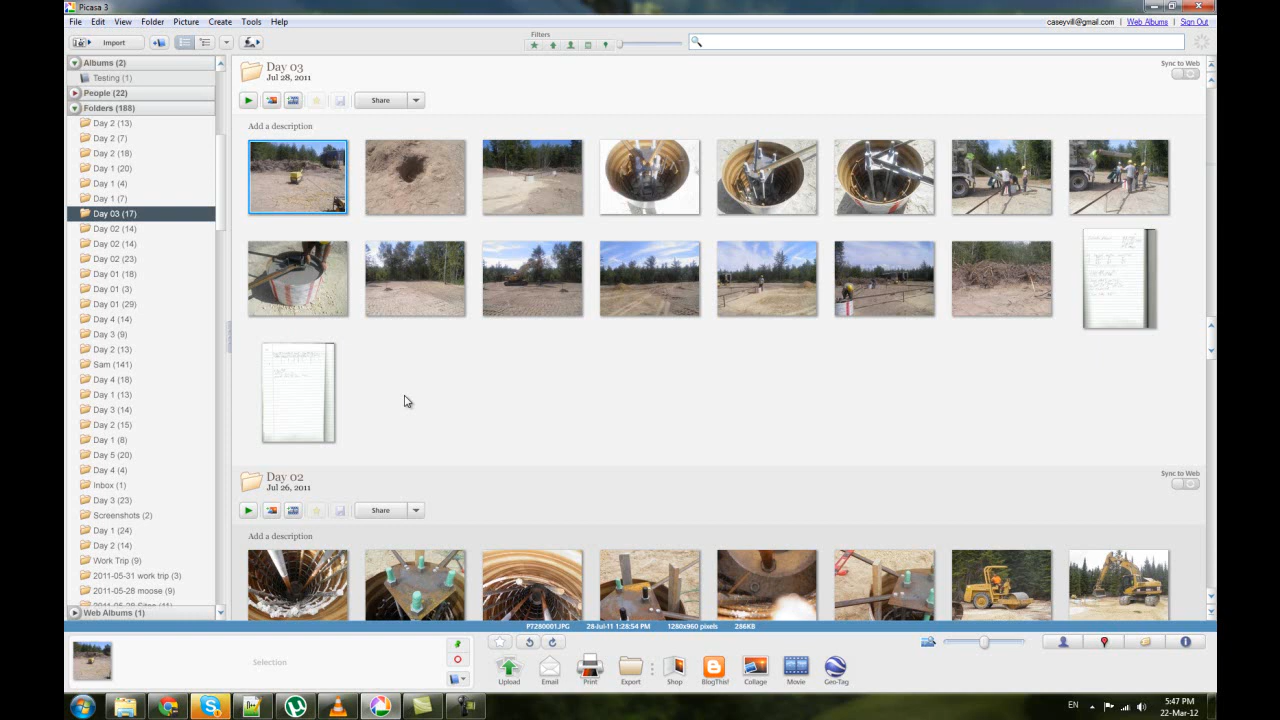 Picasa 3
File Edit View Folder Picture Create Tools Help
caseyvill@gmail.com Web Albums Sign Out
Import
Filters
Albums (2)
Testing (1)
People (22)
Folders (188)
Day 2 (13)
Day 2 (7)
Day 2 (18)
Day 1 (20)
Day 1 (4)
Day 1 (7)
Day 03 (17)
Day 02 (14)
Day 02 (14)
Day 02 (23)
Day 01 (18)
Day 01 (3)
Day 01 (29)
Day 4 (14)
Day 3 (9)
Day 2 (13)
Sam (141)
Day 4 (18)
Day 1 (13)
Day 3 (14)
Day 2 (15)
Day 1 (8)
Day 5 (20)
Day 4 (4)
Inbox (1)
Day 3 (23)
Screenshots (2)
Day 1 (24)
Day 2 (14)
Work Trip (9)
2011-05-31 work trip (3)
2011-05-28 moose (9)
Web Albums (1)
Day 03
Jul 28, 2011
Sync to Web
Share
Add a description
Day 02
Jul 26, 2011
Sync to Web
Share
Add a description
P7280001.JPG 28-Jul-11 1:28:54 PM 1280x960 pixels 286KB
Selection
Upload Email Print Export Shop BlogThis! Collage Movie Geo-Tag
EN
5:47 PM
22-Mar-12